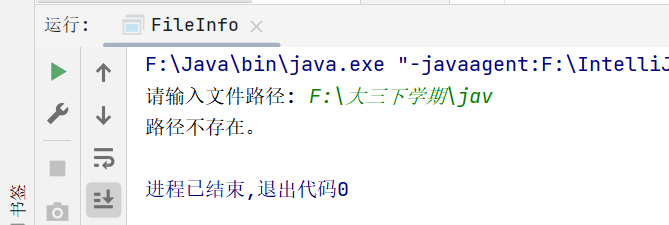 运行: FileInfo
F:\Java\bin\java.exe "-javaagent:F:\IntelliJ
请输入文件路径: F:\大三下学期\jav
路径不存在。
进程已结束,退出代码0
书签